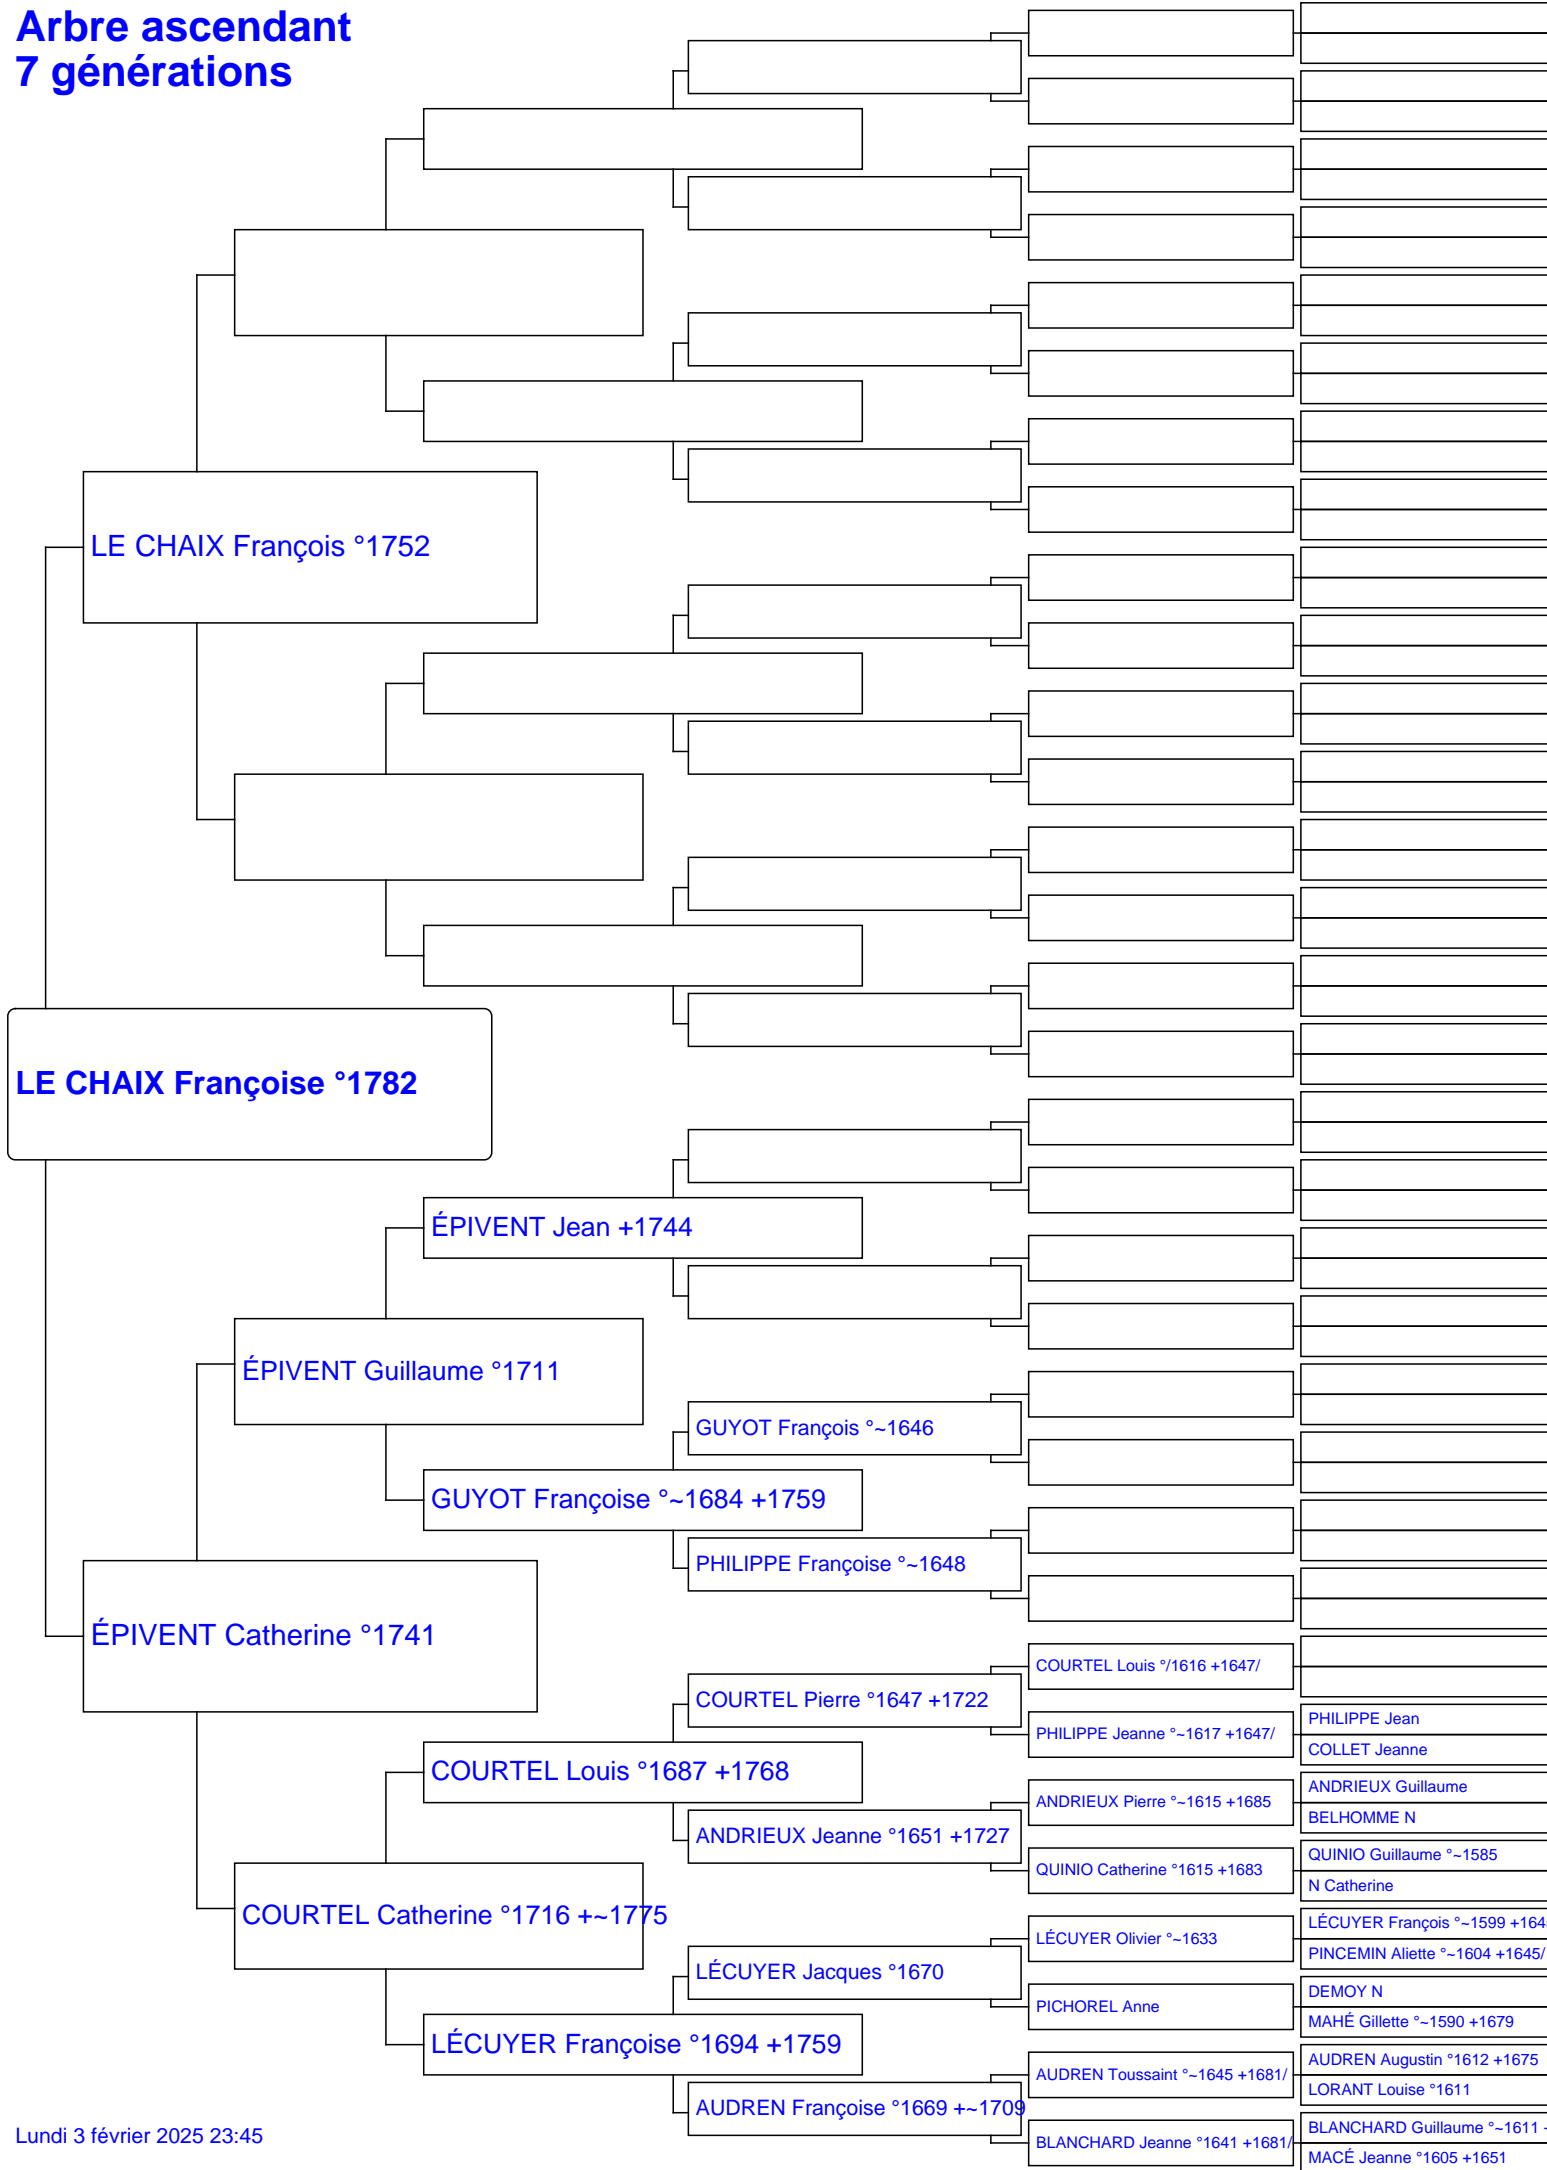 Arbre ascendant
7 générations
LE CHAIX François °1752
LE CHAIX Françoise °1782
ÉPIVENT Jean +1744
ÉPIVENT Guillaume °1711
GUYOT François °~1646
GUYOT Françoise °~1684 +1759
PHILIPPE Françoise °~1648
ÉPIVENT Catherine °1741
COURTEL Louis °/1616 +1647/
COURTEL Pierre °1647 +1722
PHILIPPE Jeanne °~1617 +1647/
PHILIPPE Jean
COLLET Jeanne
COURTEL Louis °1687 +1768
ANDRIEUX Pierre °~1615 +1685
ANDRIEUX Guillaume
BELHOMME N
ANDRIEUX Jeanne °1651 +1727
QUINIO Catherine °1615 +1683
QUINIO Guillaume °~1585
N Catherine
COURTEL Catherine °1716 +~1775
LÉCUYER Olivier °~1633
LÉCUYER François °~1599
PINCEMIN Aliette °~1604 +1645/
LÉCUYER Jacques °1670
PICHOREL Anne
DEMOY N
MAHÉ Gillette °~1590 +1679
LÉCUYER Françoise °1694 +1759
AUDREN Toussaint °~1645 +1681/
AUDREN Augustin °1612 +1675
LORANT Louise °1611
AUDREN Françoise °1669 +~1709
BLANCHARD Jeanne °1641 +1681/
BLANCHARD Guillaume °~1611
MACÉ Jeanne °1605 +1651
Lundi 3 février 2025 23:45